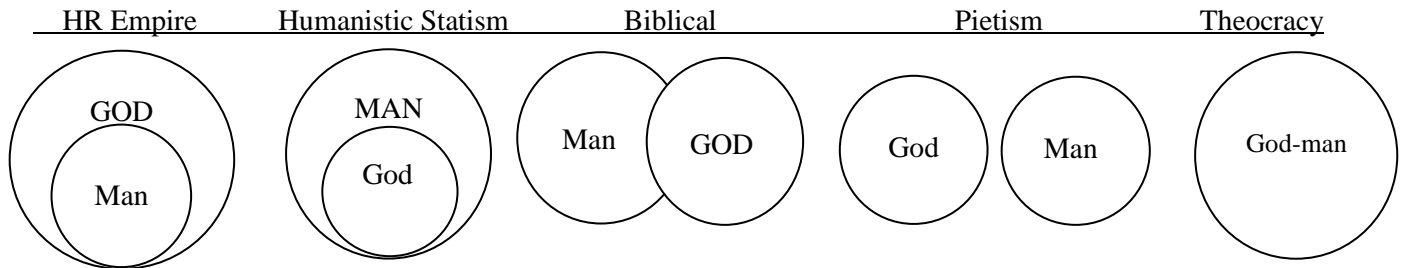 HR Empire Humanistic Statism Biblical Pietism Theocracy
GOD
Man
MAN
God
Man
GOD
God
Man
God-man